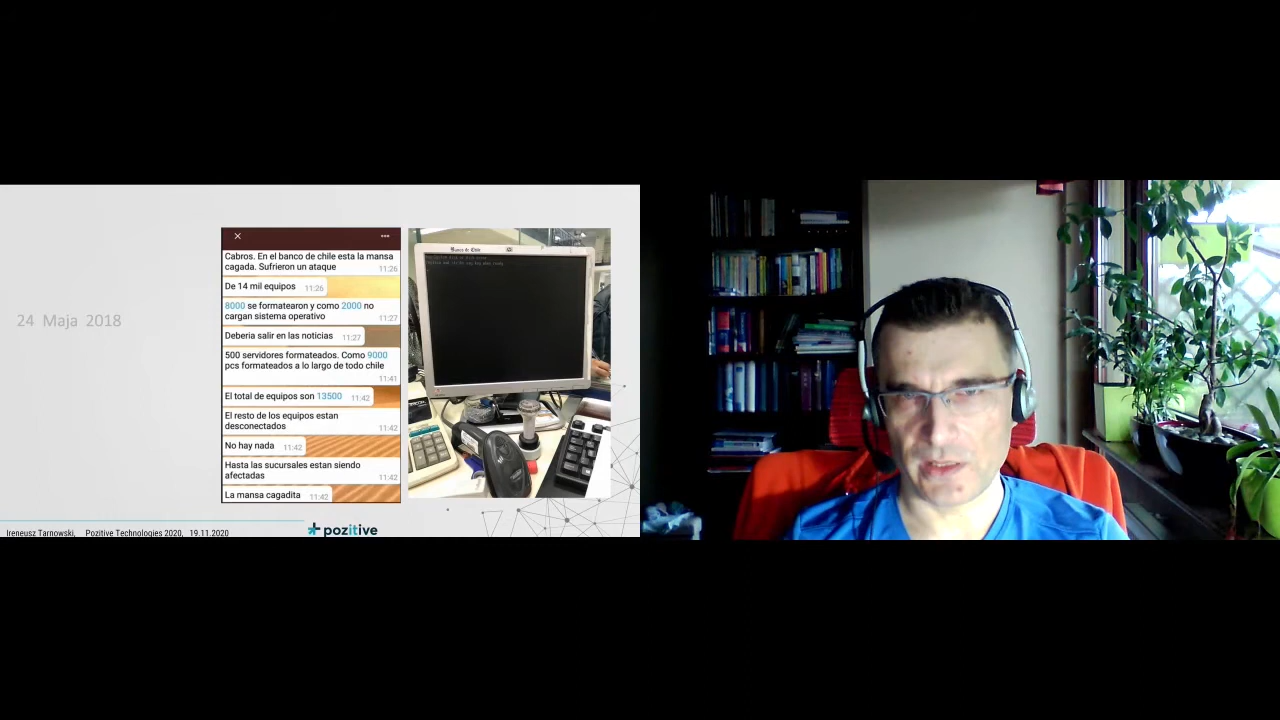 24 Maja 2018
Cabros. En el banco de chile esta la mansa
cagada. Sufrieron un ataque
11:26
De 14 mil equipos 11:26
8000 se formatearon y como 2000 no
cargan sistema operativo
11:27
Deberia salir en las noticias 11:27
500 servidores formateados. Como 9000
pcs formateados a lo largo de todo chile
11:41
El total de equipos son 13500 11:42
El resto de los equipos estan
desconectados
11:42
No hay nada 11:42
Hasta las sucursales estan siendo
afectadas
11:42
La mansa cagadita 11:42
Banco de Chile
Ireneusz Tarnowski, Pozitive Technologies 2020, 19.11.2020
pozitive